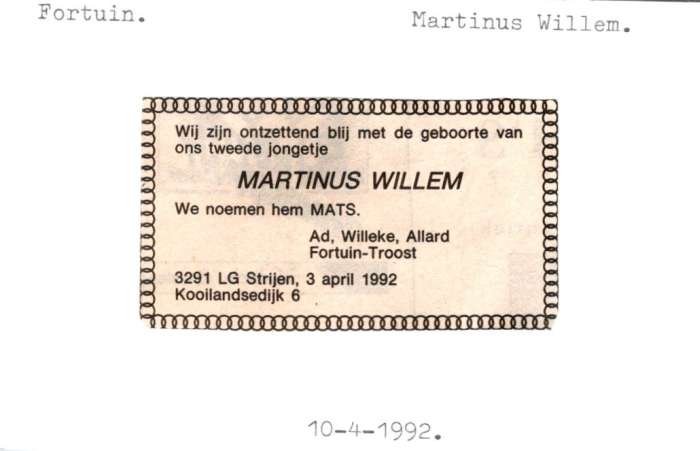 Fortuin.
Martinus Willem.
Wij zijn ontzettend blij met de geboorte van
ons tweede jongetje
MARTINUS WILLEM
We noemen hem MATS.
Ad, Willeke, Allard
Fortuin-Troost
3291 LG Strijen, 3 april 1992
Kooilandsedijk 6
10-4-1992.